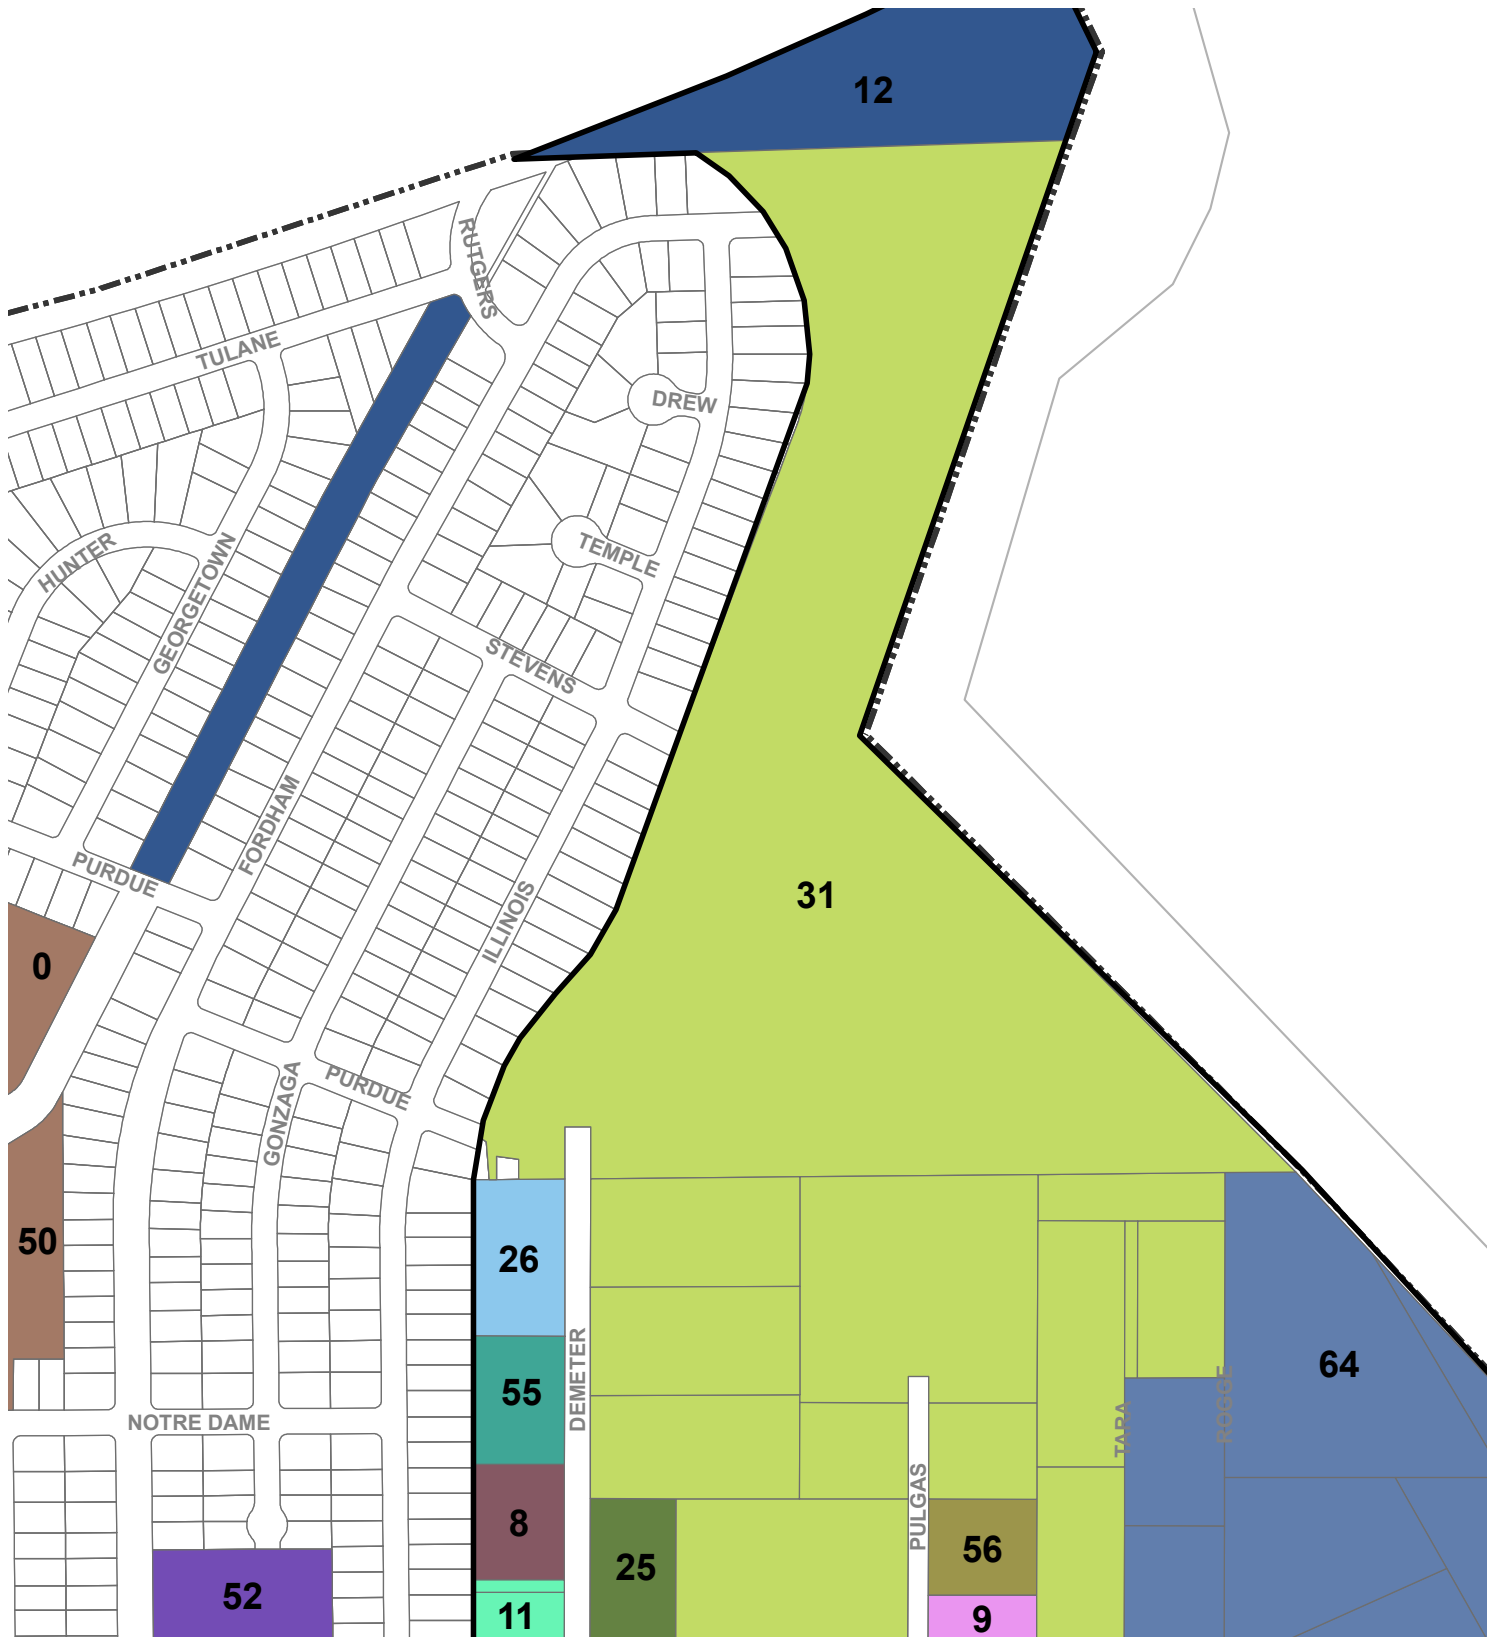 12
RUTGERS
TULANE
DREW
HUNTER
TEMPLE
GEORGETOWN
STEVENS
FORDHAM
PURDUE
31
ILLINOIS
0
PURDUE
GONZAGA
50
26
DEMETER
64
55
TARA
ROGGE
NOTRE DAME
PULGAS
8
56
25
52
11
9